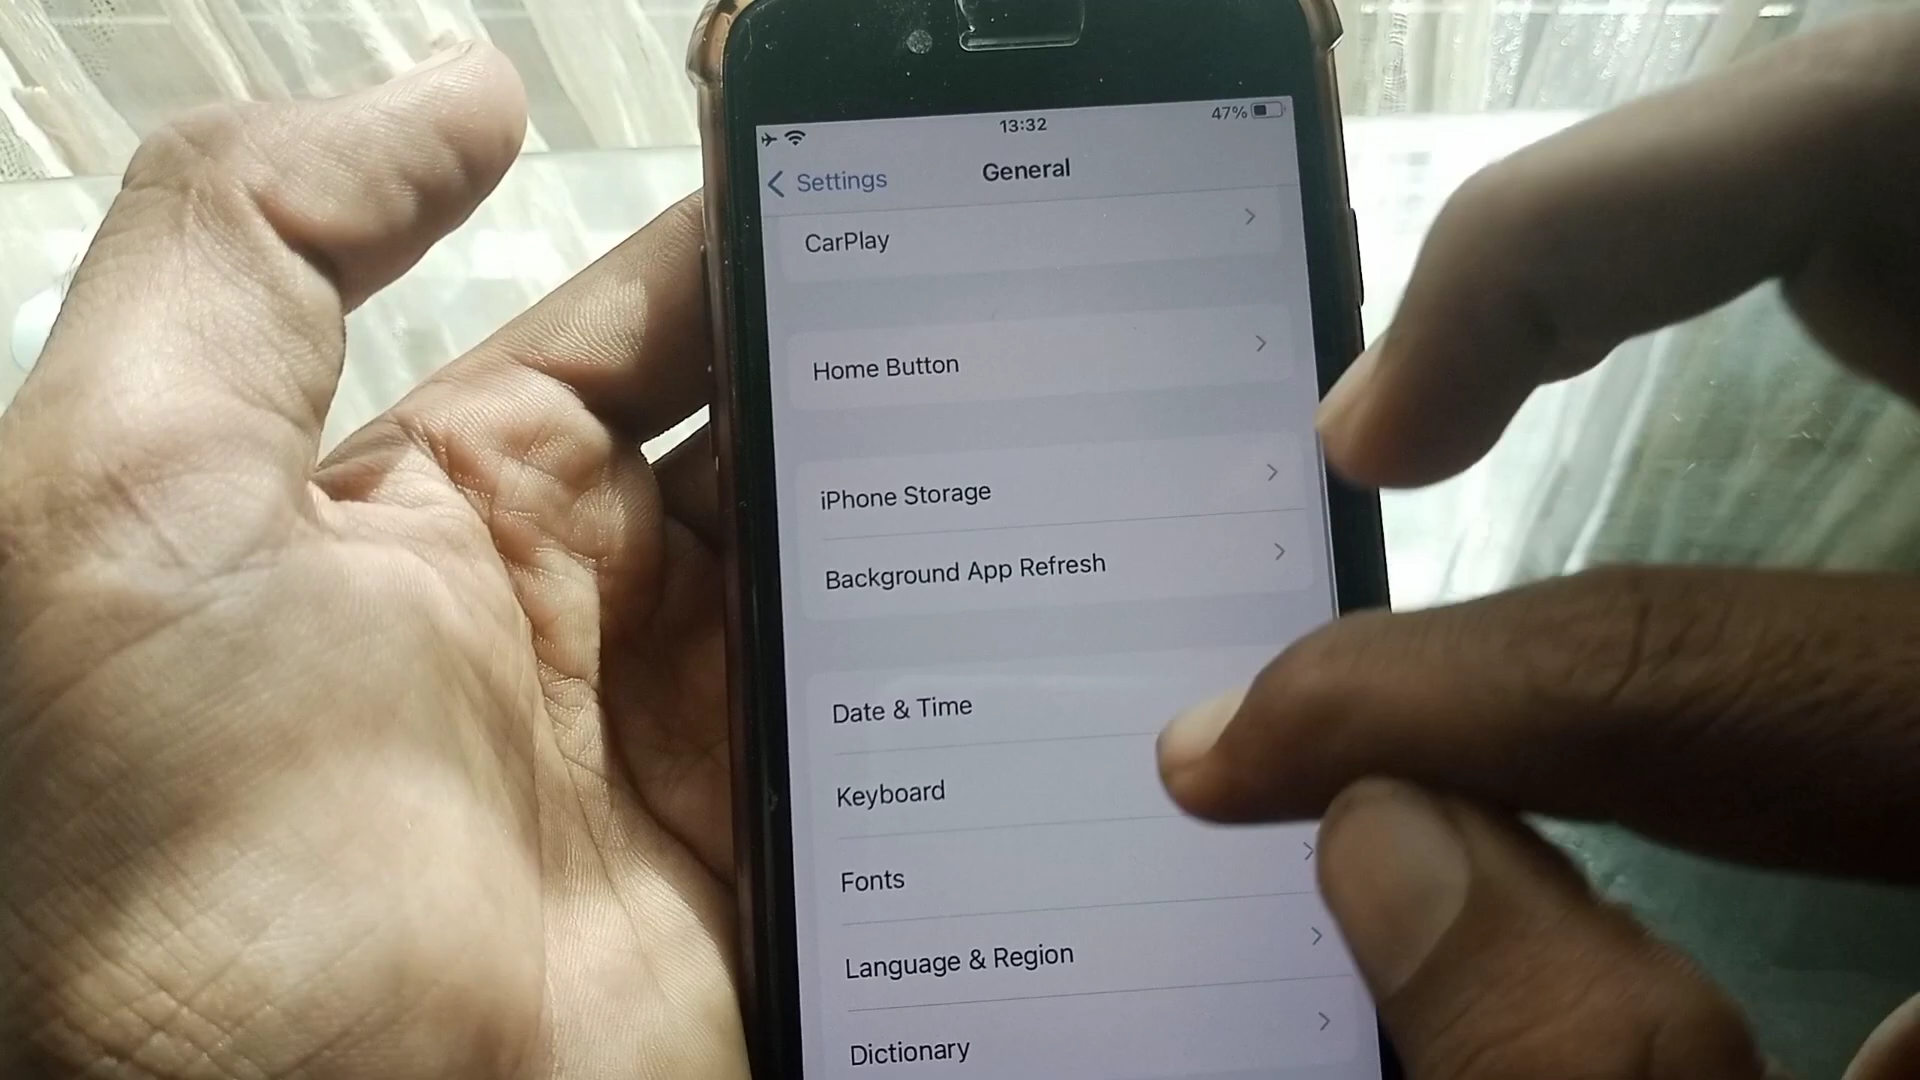 13:32
47%
Settings
General
CarPlay
Home Button
iPhone Storage
Background App Refresh
Date & Time
Keyboard
Fonts
Language & Region
Dictionary